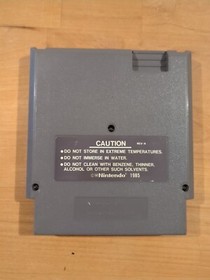 CAUTION
REV-A
• DO NOT STORE IN EXTREME TEMPERATURES.
• DO NOT IMMERSE IN WATER.
• DO NOT CLEAN WITH BENZENE, THINNER,
ALCOHOL OR OTHER SUCH SOLVENTS.
©Nintendo 1985